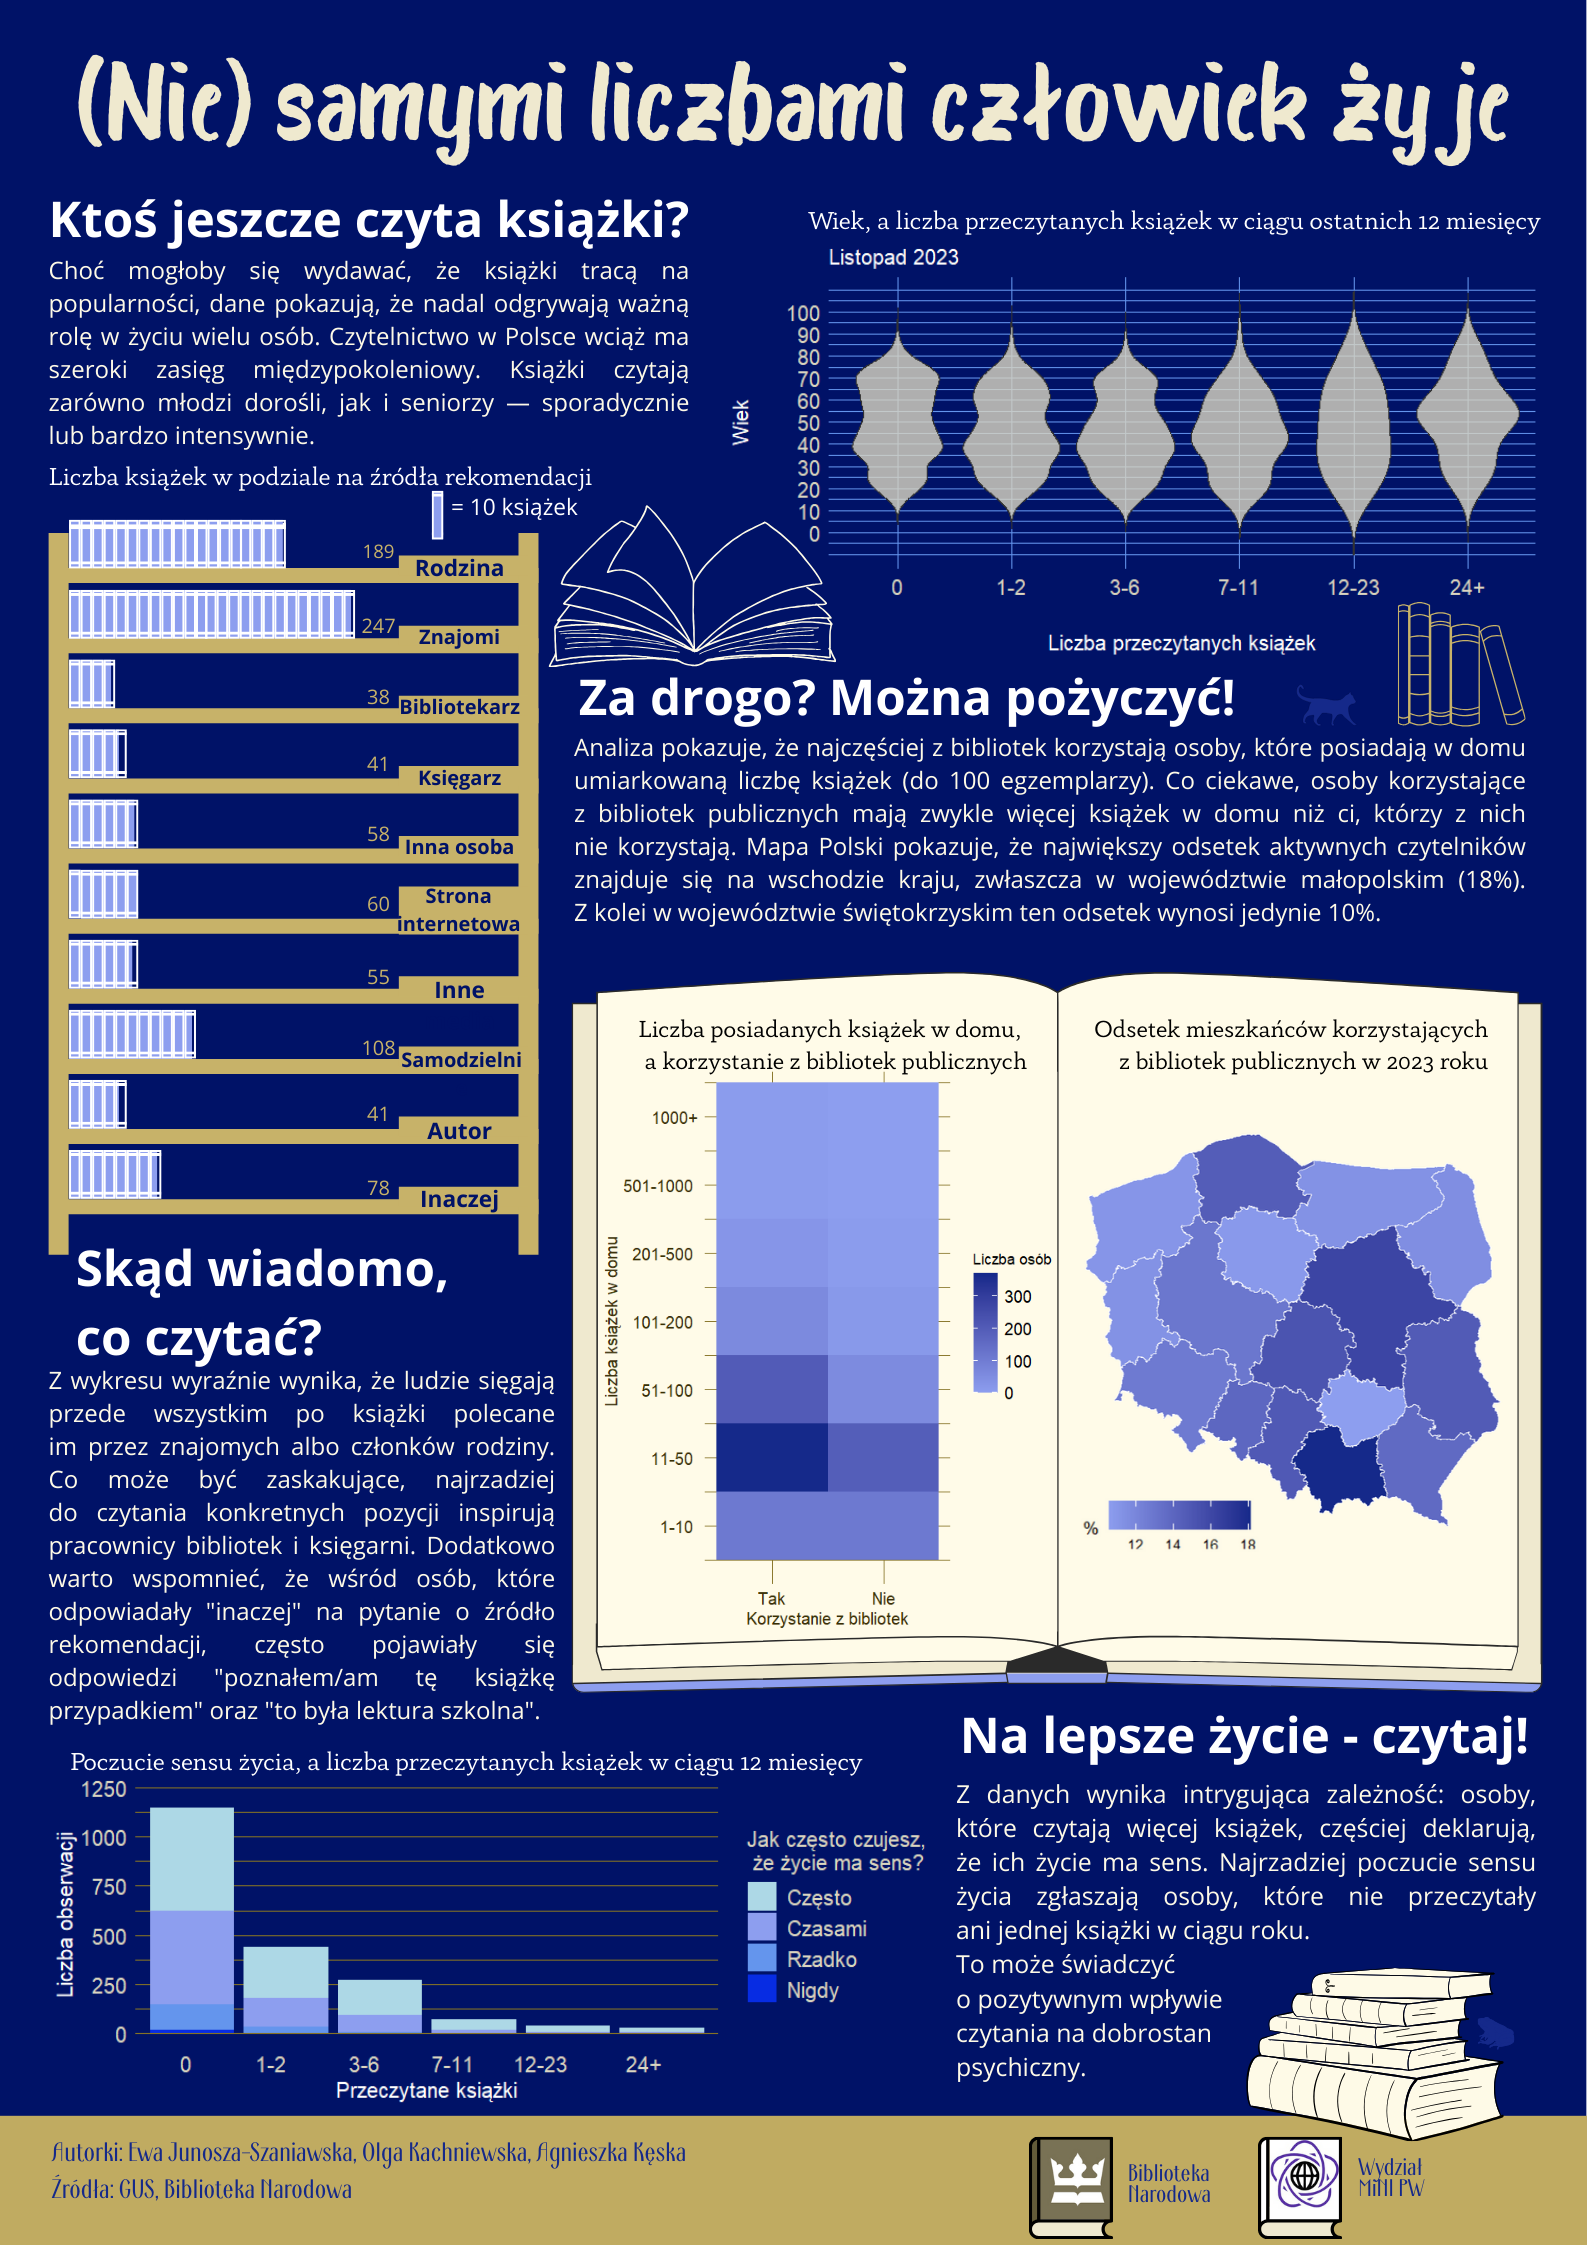 (Nie) samymi liczbami człowiek żyje
Ktoś jeszcze czyta książki?
Choć mogłoby się wydawać, że książki tracą na
popularności, dane pokazują, że nadal odgrywają ważną
rolę w życiu wielu osób. Czytelnictwo w Polsce wciąż ma
szeroki zasięg międzypokoleniowy. Książki czytają
zarówno młodzi dorośli, jak i seniorzy — sporadycznie
lub bardzo intensywnie.
Wiek, a liczba przeczytanych książek w ciągu ostatnich 12 miesięcy
Listopad 2023
Wiek
100
90
80
70
60
50
40
30
20
10
0
0 1-2 3-6 7-11 12-23 24+
Liczba przeczytanych książek
Liczba książek w podziale na źródła rekomendacji
= 10 książek
189 Rodzina
247 Znajomi
38 Bibliotekarz
41 Księgarz
58 Inna osoba
60 Strona
internetowa
55 Inne
108 Samodzielni
41 Autor
78 Inaczej
Za drogo? Można pożyczyć!
Analiza pokazuje, że najczęściej z bibliotek korzystają osoby, które posiadają w domu
umiarkowaną liczbę książek (do 100 egzemplarzy). Co ciekawe, osoby korzystające
z bibliotek publicznych mają zwykle więcej książek w domu niż ci, którzy z nich
nie korzystają. Mapa Polski pokazuje, że największy odsetek aktywnych czytelników
znajduje się na wschodzie kraju, zwłaszcza w województwie małopolskim (18%).
Z kolei w województwie świętokrzyskim ten odsetek wynosi jedynie 10%.
Liczba posiadanych książek w domu,
a korzystanie z bibliotek publicznych
Liczba książek w domu
1000+
501-1000
201-500
101-200
51-100
11-50
1-10
Tak Nie
Korzystanie z bibliotek
Liczba osób
300
200
100
0
Odsetek mieszkańców korzystających
z bibliotek publicznych w 2023 roku
%
12 14 16 18
Skąd wiadomo,
co czytać?
Z wykresu wyraźnie wynika, że ludzie sięgają
przede wszystkim po książki polecane
im przez znajomych albo członków rodziny.
Co może być zaskakujące, najrzadziej
do czytania konkretnych pozycji inspirują
pracownicy bibliotek i księgarni. Dodatkowo
warto wspomnieć, że wśród osób, które
odpowiadały "inaczej" na pytanie o źródło
rekomendacji, często pojawiały się
odpowiedzi "poznałem/am tę książkę
przypadkiem" oraz "to była lektura szkolna".
Poczucie sensu życia, a liczba przeczytanych książek w ciągu 12 miesięcy
Liczba obserwacji
1250
1000
750
500
250
0
0 1-2 3-6 7-11 12-23 24+
Przeczytane książki
Jak często czujesz,
że życie ma sens?
Często
Czasami
Rzadko
Nigdy
Na lepsze życie - czytaj!
Z danych wynika intrygująca zależność: osoby,
które czytają więcej książek, częściej deklarują,
że ich życie ma sens. Najrzadziej poczucie sensu
życia zgłaszają osoby, które nie przeczytały
ani jednej książki w ciągu roku.
To może świadczyć
o pozytywnym wpływie
czytania na dobrostan
psychiczny.
Autorki: Ewa Junosza-Szaniawska, Olga Kachniewska, Agnieszka Kęska
Źródła: GUS, Biblioteka Narodowa
Biblioteka
Narodowa
Wydział
MiNI PW